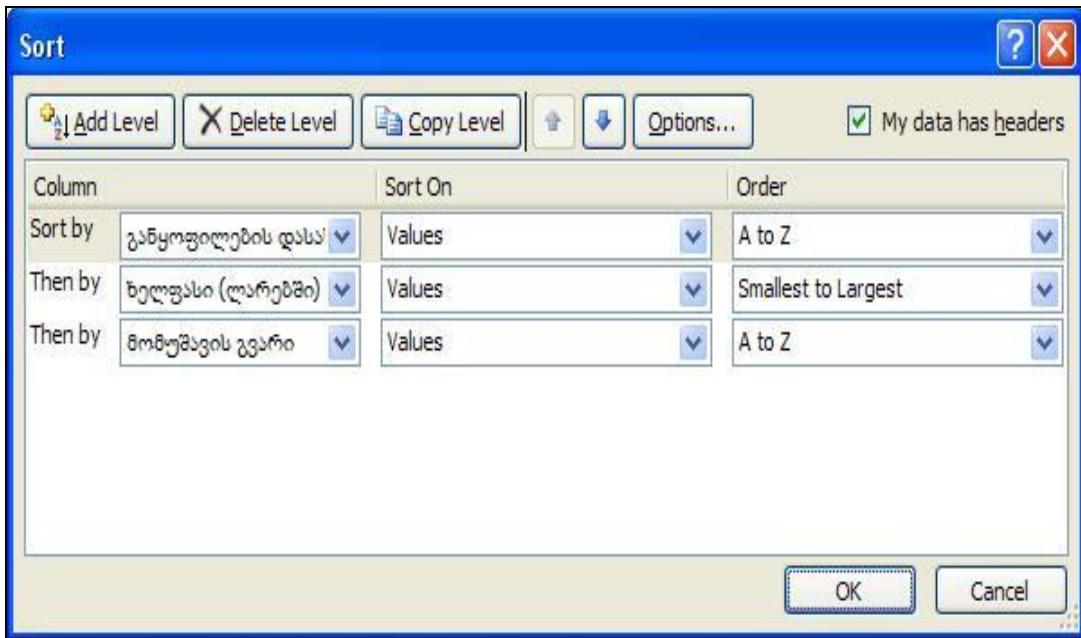 Sort
Add Level Delete Level Copy Level Options... My data has headers
Column Sort On Order
Sort by განყოფილების დასა Values A to Z
Then by ხელფასი (ლარებში) Values Smallest to Largest
Then by მომუშავის გვარი Values A to Z
OK Cancel